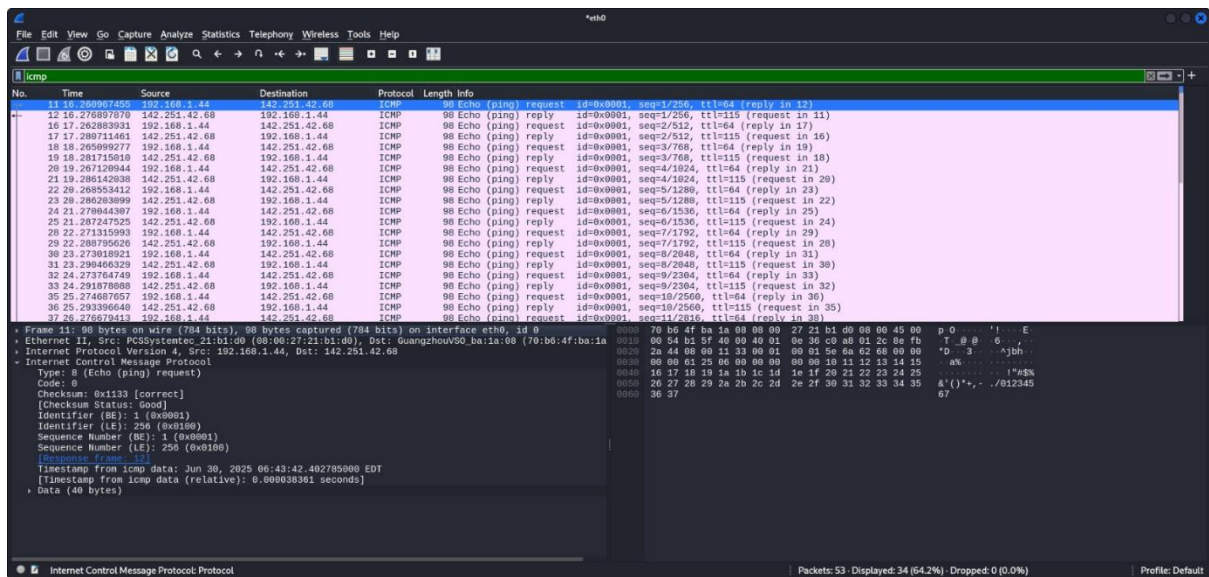 *eth0
File Edit View Go Capture Analyze Statistics Telephony Wireless Tools Help
icmp
No. Time Source Destination Protocol Length Info
11 16.260967455 192.168.1.44 142.251.42.68 ICMP 98 Echo (ping) request id=0x0001, seq=1/256, ttl=64 (reply in 12)
12 16.276897870 142.251.42.68 192.168.1.44 ICMP 98 Echo (ping) reply id=0x0001, seq=1/256, ttl=115 (request in 11)
16 17.262883931 192.168.1.44 142.251.42.68 ICMP 98 Echo (ping) request id=0x0001, seq=2/512, ttl=64 (reply in 17)
17 17.280711461 142.251.42.68 192.168.1.44 ICMP 98 Echo (ping) reply id=0x0001, seq=2/512, ttl=115 (request in 16)
18 18.265099277 192.168.1.44 142.251.42.68 ICMP 98 Echo (ping) request id=0x0001, seq=3/768, ttl=64 (reply in 19)
19 18.281715010 142.251.42.68 192.168.1.44 ICMP 98 Echo (ping) reply id=0x0001, seq=3/768, ttl=115 (request in 18)
20 19.267120944 192.168.1.44 142.251.42.68 ICMP 98 Echo (ping) request id=0x0001, seq=4/1024, ttl=64 (reply in 21)
21 19.286142038 142.251.42.68 192.168.1.44 ICMP 98 Echo (ping) reply id=0x0001, seq=4/1024, ttl=115 (request in 20)
22 20.268553412 192.168.1.44 142.251.42.68 ICMP 98 Echo (ping) request id=0x0001, seq=5/1280, ttl=64 (reply in 23)
23 20.286203099 142.251.42.68 192.168.1.44 ICMP 98 Echo (ping) reply id=0x0001, seq=5/1280, ttl=115 (request in 22)
24 21.270044307 192.168.1.44 142.251.42.68 ICMP 98 Echo (ping) request id=0x0001, seq=6/1536, ttl=64 (reply in 25)
25 21.287247525 142.251.42.68 192.168.1.44 ICMP 98 Echo (ping) reply id=0x0001, seq=6/1536, ttl=115 (request in 24)
28 22.271315993 192.168.1.44 142.251.42.68 ICMP 98 Echo (ping) request id=0x0001, seq=7/1792, ttl=64 (reply in 29)
29 22.288795626 142.251.42.68 192.168.1.44 ICMP 98 Echo (ping) reply id=0x0001, seq=7/1792, ttl=115 (request in 28)
30 23.273018921 192.168.1.44 142.251.42.68 ICMP 98 Echo (ping) request id=0x0001, seq=8/2048, ttl=64 (reply in 31)
31 23.290466329 142.251.42.68 192.168.1.44 ICMP 98 Echo (ping) reply id=0x0001, seq=8/2048, ttl=115 (request in 30)
32 24.273764749 192.168.1.44 142.251.42.68 ICMP 98 Echo (ping) request id=0x0001, seq=9/2304, ttl=64 (reply in 33)
33 24.291878088 142.251.42.68 192.168.1.44 ICMP 98 Echo (ping) reply id=0x0001, seq=9/2304, ttl=115 (request in 32)
35 25.274687657 192.168.1.44 142.251.42.68 ICMP 98 Echo (ping) request id=0x0001, seq=10/2560, ttl=64 (reply in 36)
36 25.293396640 142.251.42.68 192.168.1.44 ICMP 98 Echo (ping) reply id=0x0001, seq=10/2560, ttl=115 (request in 35)
37 26.276679413 192.168.1.44 142.251.42.68 ICMP 98 Echo (ping) request id=0x0001, seq=11/2816, ttl=64 (reply in 38)
Frame 11: 98 bytes on wire (784 bits), 98 bytes captured (784 bits) on interface eth0, id 0
Ethernet II, Src: PCSSystemtec_21:b1:d0 (08:00:27:21:b1:d0), Dst: GuangzhouVSO_ba:1a:08 (70:b6:4f:ba:1a
Internet Protocol Version 4, Src: 192.168.1.44, Dst: 142.251.42.68
Internet Control Message Protocol
Type: 8 (Echo (ping) request)
Code: 0
Checksum: 0x1133 [correct]
[Checksum Status: Good]
Identifier (BE): 1 (0x0001)
Identifier (LE): 256 (0x0100)
Sequence Number (BE): 1 (0x0001)
Sequence Number (LE): 256 (0x0100)
[Response frame: 12]
Timestamp from icmp data: Jun 30, 2025 06:43:42.402785000 EDT
[Timestamp from icmp data (relative): 0.000038361 seconds]
Data (40 bytes)
0000 70 b6 4f ba 1a 08 08 00 27 21 b1 d0 08 00 45 00 p·O····· '!····E·
0010 00 54 b1 5f 40 00 40 01 0e 36 c0 a8 01 2c 8e fb ·T·_@·@· ·6···,··
0020 2a 44 08 00 11 33 00 01 00 01 5e 6a 62 68 00 00 *D···3·· ··^jbh··
0030 00 00 61 25 06 00 00 00 00 00 10 11 12 13 14 15 ··a%···· ········
0040 16 17 18 19 1a 1b 1c 1d 1e 1f 20 21 22 23 24 25 ········ ·· !"#$%
0050 26 27 28 29 2a 2b 2c 2d 2e 2f 30 31 32 33 34 35 &'()*+,- ./012345
0060 36 37 67
Internet Control Message Protocol: Protocol
Packets: 53 · Displayed: 34 (64.2%) · Dropped: 0 (0.0%)
Profile: Default